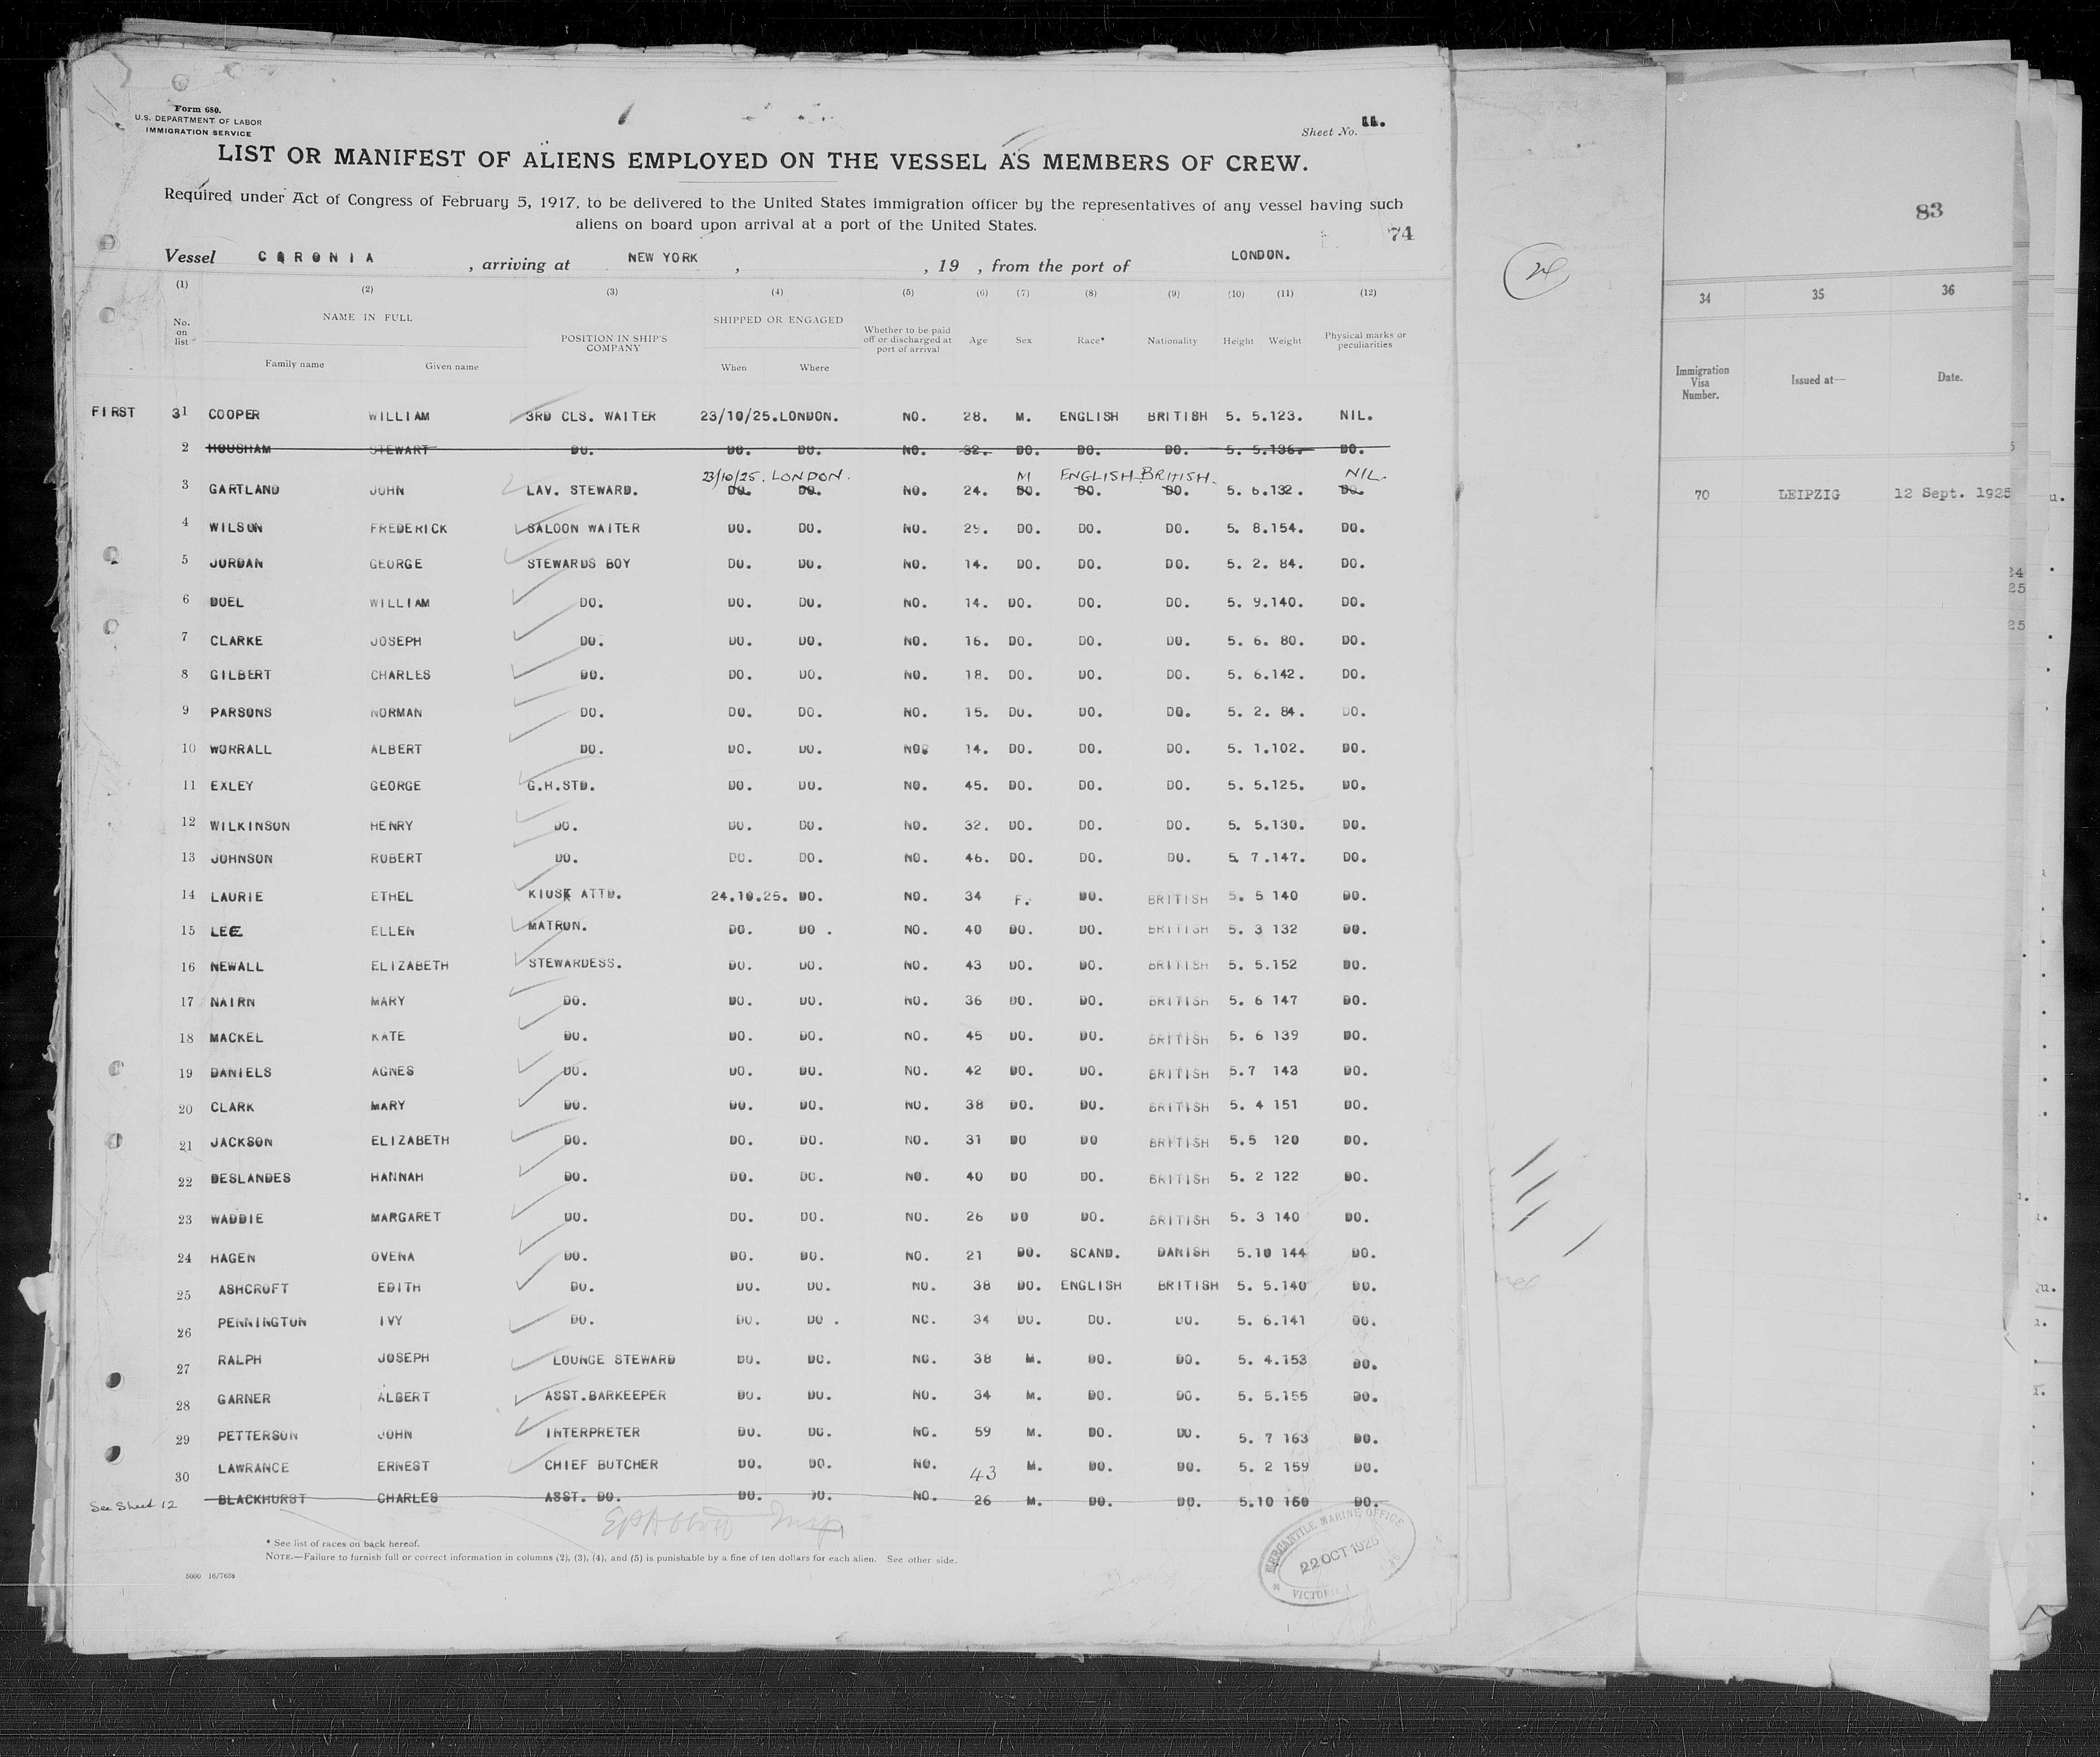 Form 680.
U.S. DEPARTMENT OF LABOR
IMMIGRATION SERVICE
Sheet No. 11.
LIST OR MANIFEST OF ALIENS EMPLOYED ON THE VESSEL AS MEMBERS OF CREW.
Required under Act of Congress of February 5, 1917, to be delivered to the United States immigration officer by the representatives of any vessel having such
aliens on board upon arrival at a port of the United States.
74
Vessel CARONIA , arriving at NEW YORK , , 19 , from the port of LONDON.
(1) (2) (3) (4) (5) (6) (7) (8) (9) (10) (11) (12)
No. on list NAME IN FULL Family name Given name POSITION IN SHIP'S COMPANY SHIPPED OR ENGAGED When Where Whether to be paid off or discharged at port of arrival Age Sex Race* Nationality Height Weight Physical marks or peculiarities
FIRST 31 COOPER WILLIAM 3RD CLS. WAITER 23/10/25. LONDON. NO. 28. M. ENGLISH BRITISH 5. 5.123. NIL.
2 HOUSHAM STEWART DO. DO. DO. NO. 32. DO. DO. DO. 5. 5.136. DO.
23/10/25. LONDON. M ENGLISH BRITISH. NIL.
3 GARTLAND JOHN LAV. STEWARD. DO. DO. NO. 24. DO. DO. DO. 5. 6.132. DO.
4 WILSON FREDERICK SALOON WAITER DO. DO. NO. 29. DO. DO. DO. 5. 8.154. DO.
5 JORDAN GEORGE STEWARDS BOY DO. DO. NO. 14. DO. DO. DO. 5. 2. 84. DO.
6 DOEL WILLIAM DO. DO. DO. NO. 14. DO. DO. DO. 5. 9.140. DO.
7 CLARKE JOSEPH DO. DO. DO. NO. 16. DO. DO. DO. 5. 6. 80. DO.
8 GILBERT CHARLES DO. DO. DO. NO. 18. DO. DO. DO. 5. 6.142. DO.
9 PARSONS NORMAN DO. DO. DO. NO. 15. DO. DO. DO. 5. 2. 84. DO.
10 WORRALL ALBERT DO. DO. DO. NO. 14. DO. DO. DO. 5. 1.102. DO.
11 EXLEY GEORGE G.H.STD. DO. DO. NO. 45. DO. DO. DO. 5. 5.125. DO.
12 WILKINSON HENRY DO. DO. DO. NO. 32. DO. DO. DO. 5. 5.130. DO.
13 JOHNSON ROBERT DO. DO. DO. NO. 46. DO. DO. DO. 5. 7.147. DO.
14 LAURIE ETHEL KIOSK ATTD. 24.10.25. DO. NO. 34 F. DO. BRITISH 5. 5 140 DO.
15 LEE ELLEN MATRON. DO. DO. NO. 40 DO. DO. BRITISH 5. 3 132 DO.
16 NEWALL ELIZABETH STEWARDESS. DO. DO. NO. 43 DO. DO. BRITISH 5. 5.152 DO.
17 NAIRN MARY DO. DO. DO. NO. 36 DO. DO. BRITISH 5. 6 147 DO.
18 MACKEL KATE DO. DO. DO. NO. 45 DO. DO. BRITISH 5. 6 139 DO.
19 DANIELS AGNES DO. DO. DO. NO. 42 DO. DO. BRITISH 5.7 143 DO.
20 CLARK MARY DO. DO. DO. NO. 38 DO. DO. BRITISH 5. 4 151 DO.
21 JACKSON ELIZABETH DO. DO. DO. NO. 31 DO DO BRITISH 5.5 120 DO.
22 DESLANDES HANNAH DO. DO. DO. NO. 40 DO DO. BRITISH 5. 2 122 DO.
23 WADDIE MARGARET DO. DO. DO. NO. 26 DO DO. BRITISH 5. 3 140 DO.
24 HAGEN OVENA DO. DO. DO. NO. 21 DO. SCAND. DANISH 5.10 144 DO.
25 ASHCROFT EDITH DO. DO. DO. NO. 38 DO. ENGLISH BRITISH 5. 5.140 DO.
26 PENNINGTON IVY DO. DO. DO. NO. 34 DO. DO. DO. 5. 6.141 DO.
27 RALPH JOSEPH LOUNGE STEWARD DO. DO. NO. 38 M. DO. DO. 5. 4.153 DO.
28 GARNER ALBERT ASST.BARKEEPER DO. DO. NO. 34 M. DO. DO. 5. 5.155 DO.
29 PETTERSON JOHN INTERPRETER DO. DO. NO. 59 M. DO. DO. 5. 7 163 DO.
30 LAWRANCE ERNEST CHIEF BUTCHER DO. DO. NO. 43 M. DO. DO. 5. 2 159 DO.
See Sheet 12 BLACKHURST CHARLES ASST. DO. DO. DO. NO. 26 M. DO. DO. 5.10 160 DO.
* See list of races on back hereof.
NOTE.—Failure to furnish full or correct information in columns (2), (3), (4), and (5) is punishable by a fine of ten dollars for each alien. See other side.
5000 16/7638
MERCANTILE MARINE OFFICE
22 OCT 1925
VICTORIA
24
83
34 35 36
Immigration Visa Number. Issued at— Date.
70 LEIPZIG 12 Sept. 1925
24
25
25